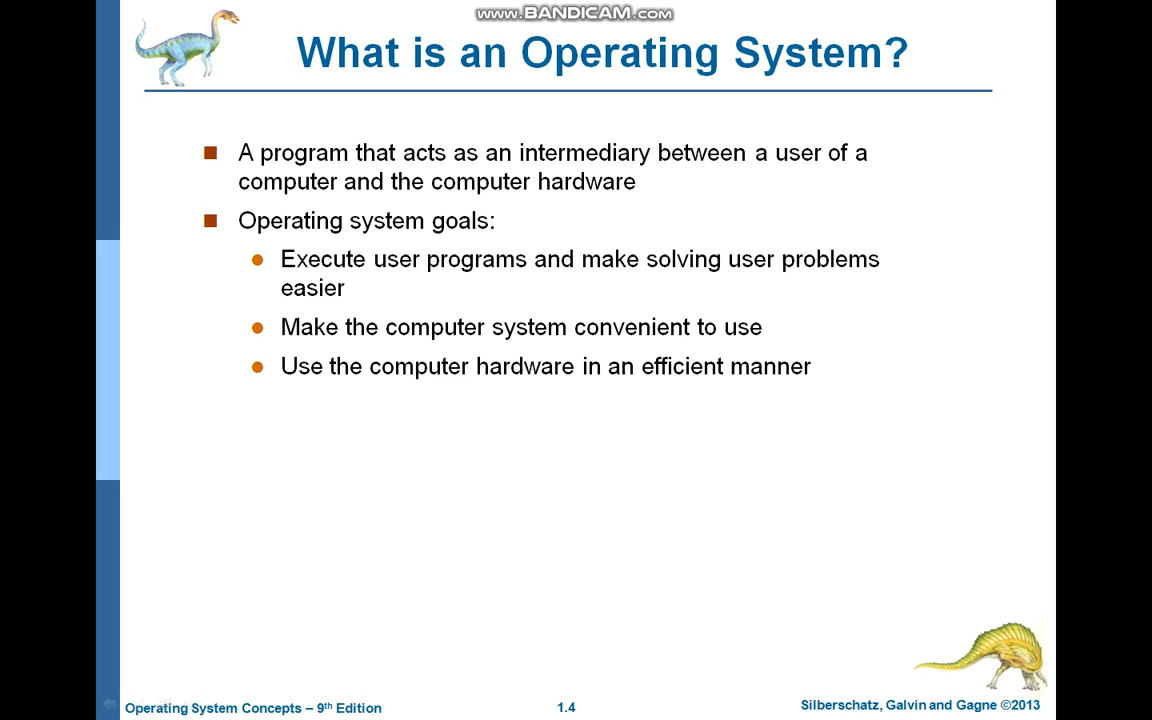 www.BANDICAM.com
What is an Operating System?
A program that acts as an intermediary between a user of a
computer and the computer hardware
Operating system goals:
Execute user programs and make solving user problems
easier
Make the computer system convenient to use
Use the computer hardware in an efficient manner
Operating System Concepts – 9th Edition
1.4
Silberschatz, Galvin and Gagne ©2013